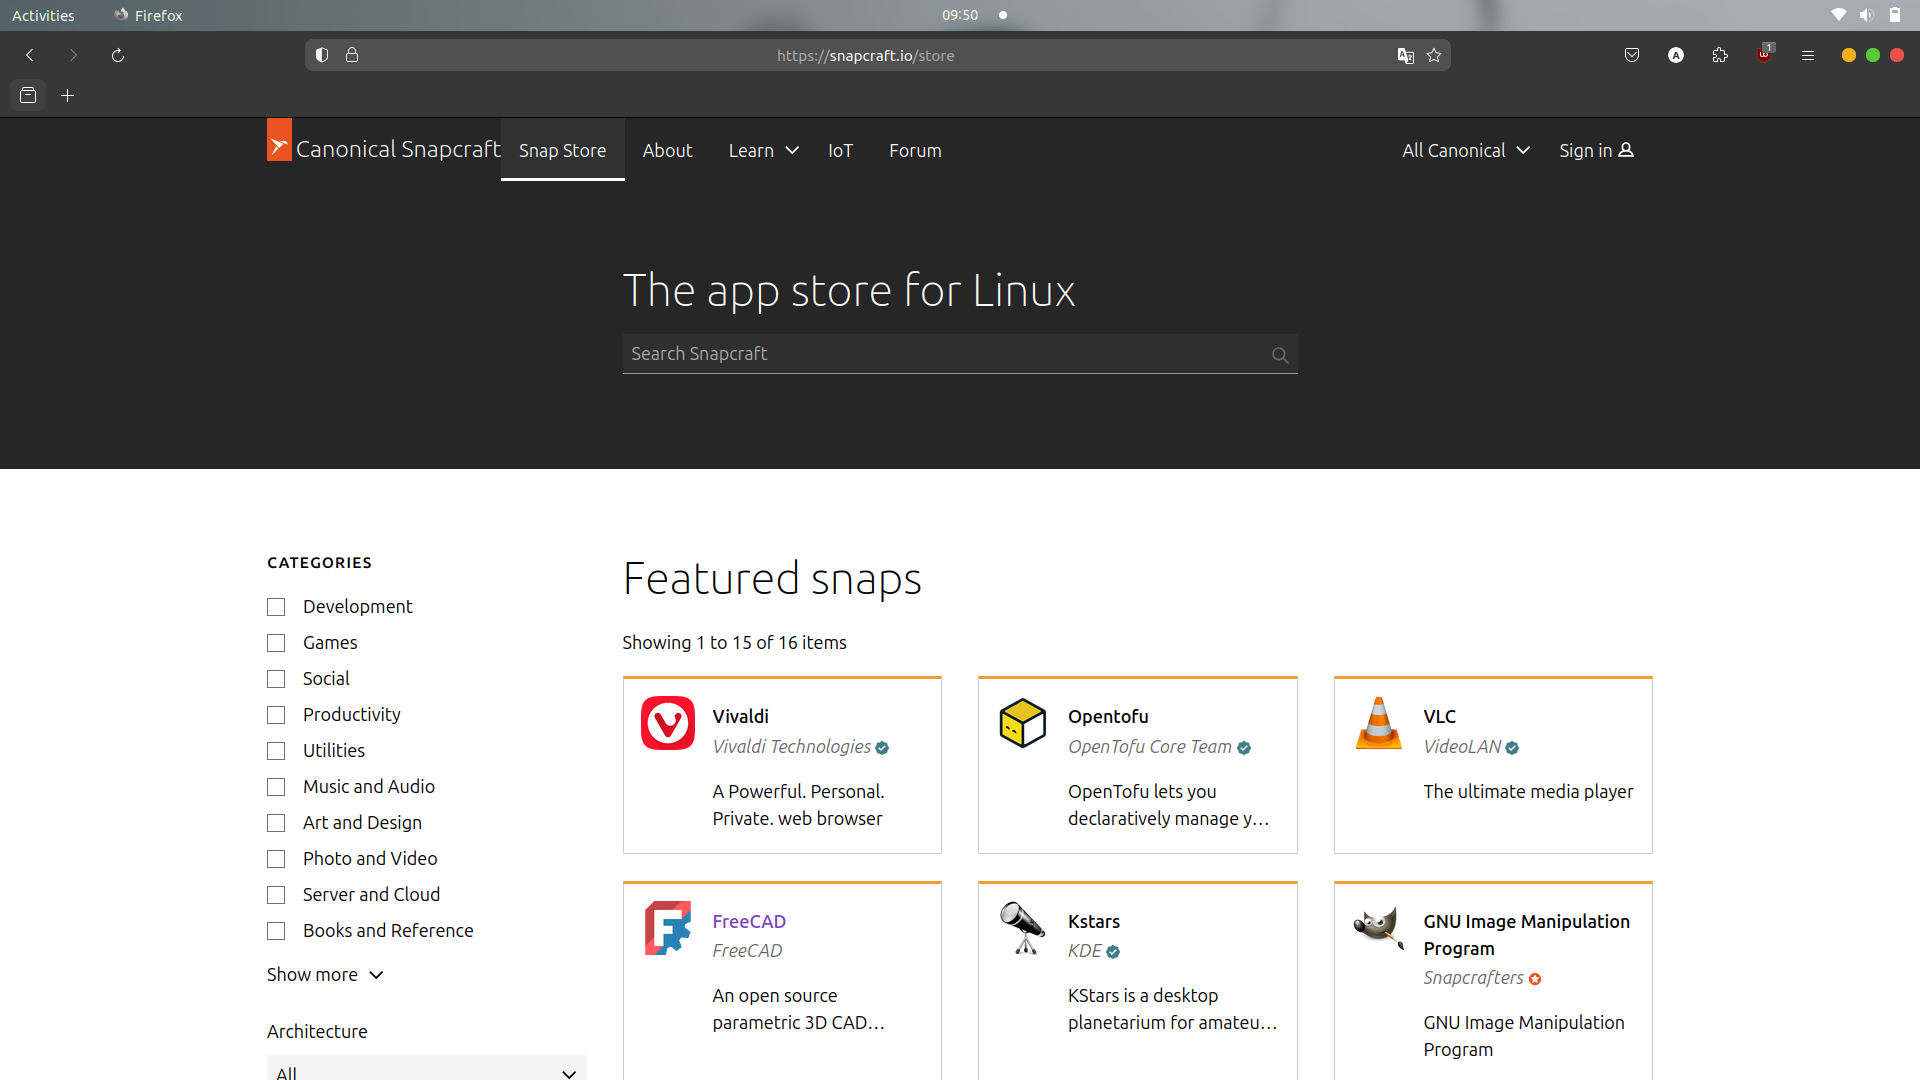 Activities
Firefox
09:50
https://snapcraft.io/store
1
Canonical Snapcraft
Snap Store
About
Learn
IoT
Forum
All Canonical
Sign in
The app store for Linux
Search Snapcraft
CATEGORIES
Development
Games
Social
Productivity
Utilities
Music and Audio
Art and Design
Photo and Video
Server and Cloud
Books and Reference
Show more
Architecture
All
Featured snaps
Showing 1 to 15 of 16 items
Vivaldi
Vivaldi Technologies
A Powerful. Personal.
Private. web browser
Opentofu
OpenTofu Core Team
OpenTofu lets you
declaratively manage y…
VLC
VideoLAN
The ultimate media player
FreeCAD
FreeCAD
An open source
parametric 3D CAD…
Kstars
KDE
KStars is a desktop
planetarium for amateu…
GNU Image Manipulation
Program
Snapcrafters
GNU Image Manipulation
Program